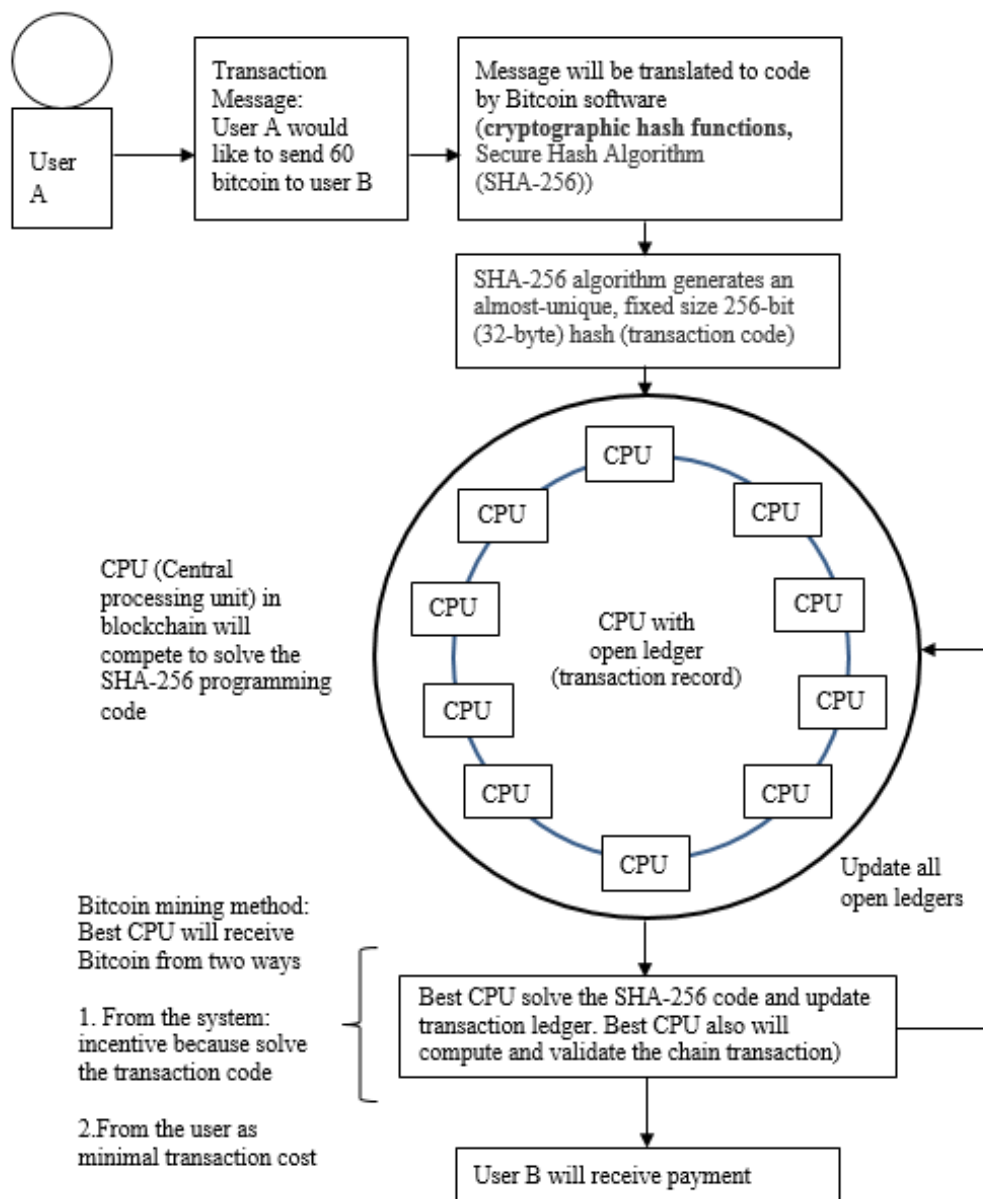 User
A
Transaction
Message:
User A would
like to send 60
bitcoin to user B
Message will be translated to code
by Bitcoin software
(cryptographic hash functions,
Secure Hash Algorithm
(SHA-256))
SHA-256 algorithm generates an
almost-unique, fixed size 256-bit
(32-byte) hash (transaction code)
CPU
CPU
CPU
CPU
CPU
CPU
CPU
CPU
CPU
CPU
CPU with
open ledger
(transaction record)
CPU (Central
processing unit) in
blockchain will
compete to solve the
SHA-256 programming
code
Update all
open ledgers
Bitcoin mining method:
Best CPU will receive
Bitcoin from two ways
1. From the system:
incentive because solve
the transaction code
2.From the user as
minimal transaction cost
Best CPU solve the SHA-256 code and update
transaction ledger. Best CPU also will
compute and validate the chain transaction)
User B will receive payment